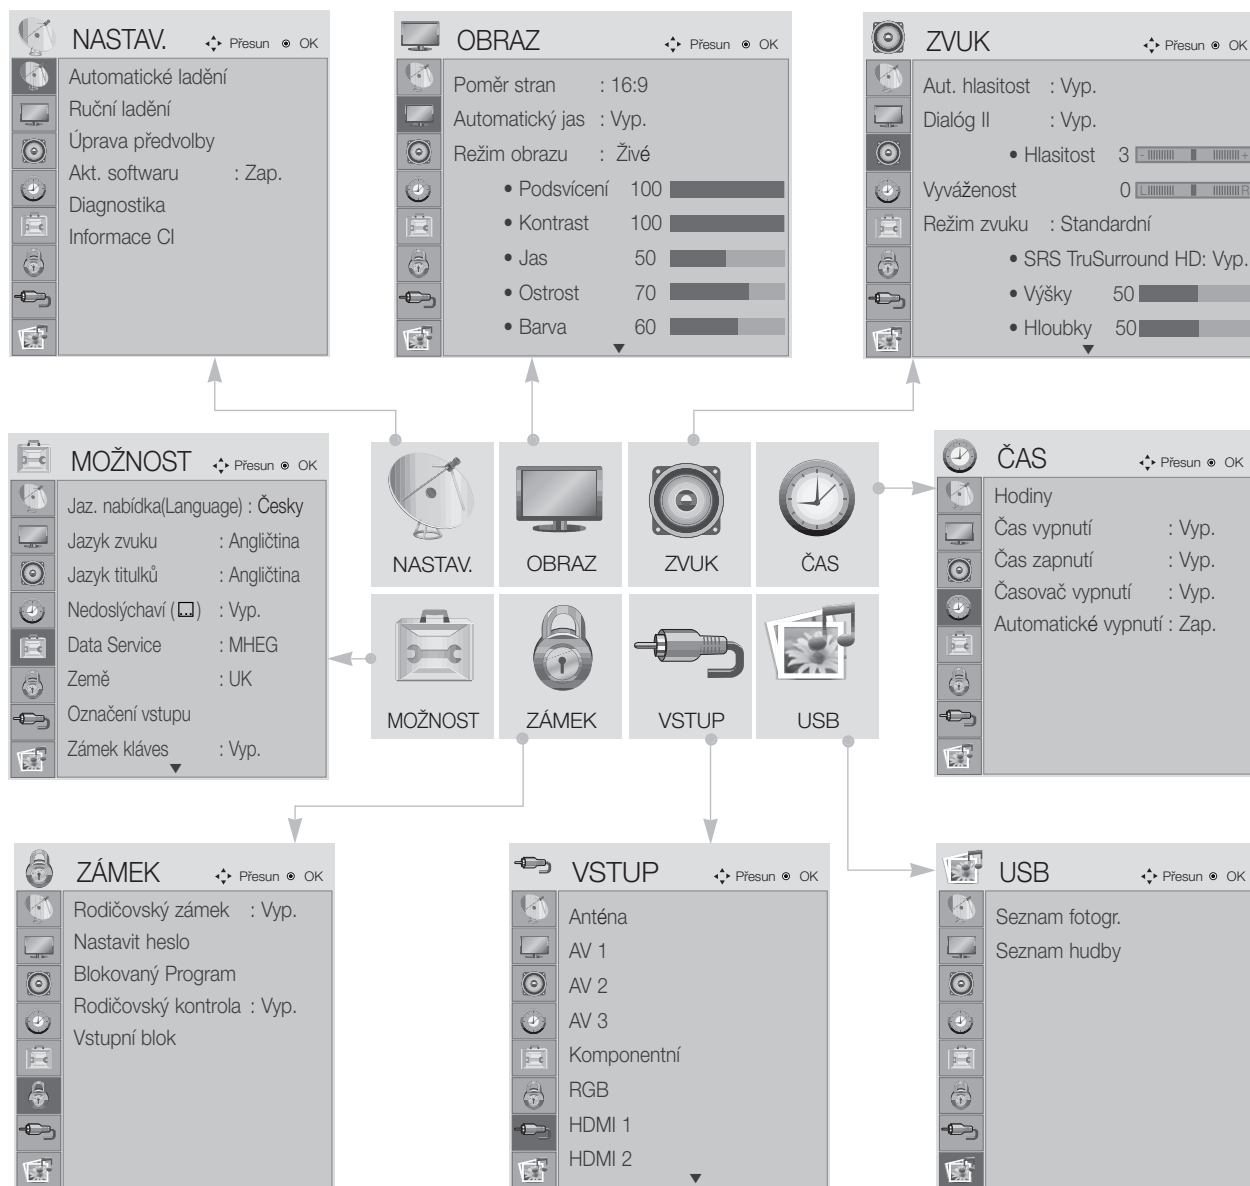 NASTAV. Přesun OK
Automatické ladění
Ruční ladění
Úprava předvolby
Akt. softwaru : Zap.
Diagnostika
Informace CI
OBRAZ Přesun OK
Poměr stran : 16:9
Automatický jas : Vyp.
Režim obrazu : Živé
• Podsvícení 100
• Kontrast 100
• Jas 50
• Ostrost 70
• Barva 60
ZVUK Přesun OK
Aut. hlasitost : Vyp.
Dialóg II : Vyp.
• Hlasitost 3 - +
Vyváženost 0 L R
Režim zvuku : Standardní
• SRS TruSurround HD: Vyp.
• Výšky 50
• Hloubky 50
MOŽNOST Přesun OK
Jaz. nabídka(Language) : Česky
Jazyk zvuku : Angličtina
Jazyk titulků : Angličtina
Nedoslýchaví ( ) : Vyp.
Data Service : MHEG
Země : UK
Označení vstupu
Zámek kláves : Vyp.
NASTAV.
OBRAZ
ZVUK
ČAS
MOŽNOST
ZÁMEK
VSTUP
USB
ČAS Přesun OK
Hodiny
Čas vypnutí : Vyp.
Čas zapnutí : Vyp.
Časovač vypnutí : Vyp.
Automatické vypnutí : Zap.
ZÁMEK Přesun OK
Rodičovský zámek : Vyp.
Nastavit heslo
Blokovaný Program
Rodičovský kontrola : Vyp.
Vstupní blok
VSTUP Přesun OK
Anténa
AV 1
AV 2
AV 3
Komponentní
RGB
HDMI 1
HDMI 2
USB Přesun OK
Seznam fotogr.
Seznam hudby